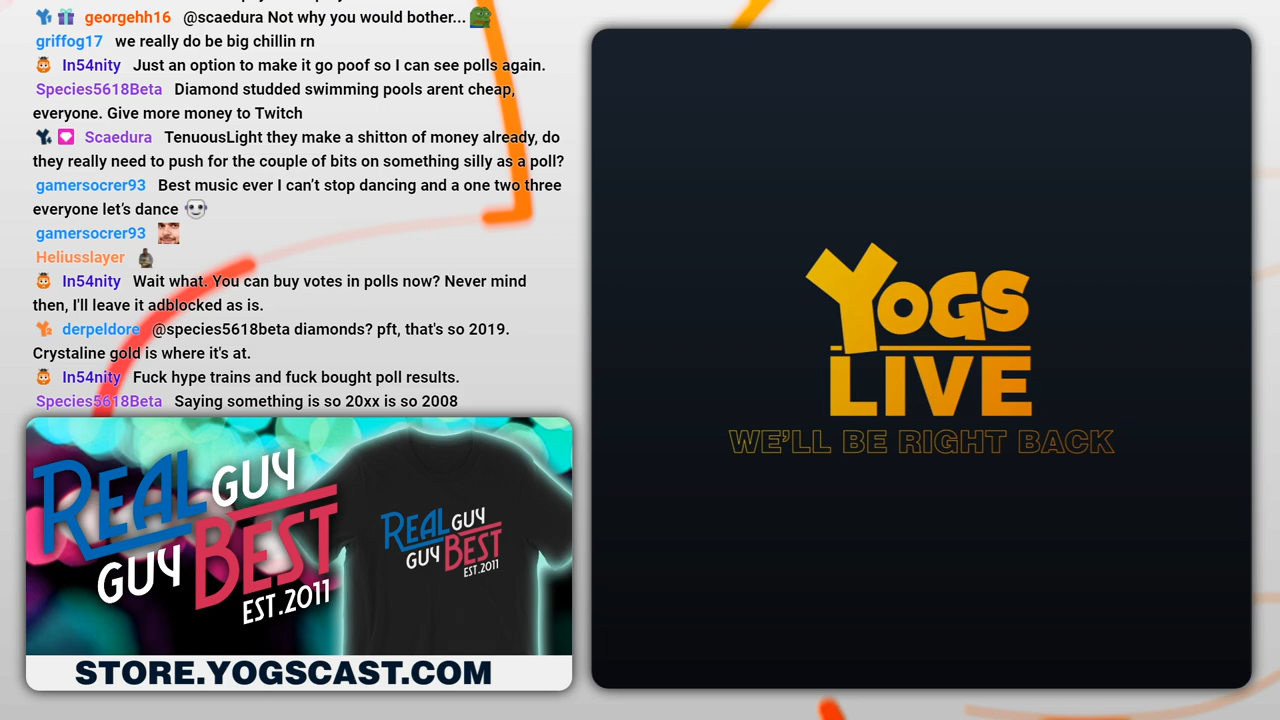 georgehh16 @scaedura Not why you would bother...
griffog17 we really do be big chillin rn
In54nity Just an option to make it go poof so I can see polls again.
Species5618Beta Diamond studded swimming pools arent cheap,
everyone. Give more money to Twitch
Scaedura TenuousLight they make a shitton of money already, do
they really need to push for the couple of bits on something silly as a poll?
gamersocrer93 Best music ever I can’t stop dancing and a one two three
everyone let’s dance
gamersocrer93
Heliusslayer
In54nity Wait what. You can buy votes in polls now? Never mind
then, I'll leave it adblocked as is.
derpeldore @species5618beta diamonds? pft, that's so 2019.
Crystaline gold is where it's at.
In54nity Fuck hype trains and fuck bought poll results.
Species5618Beta Saying something is so 20xx is so 2008
REAL GUY
GUY BEST
EST.2011
REAL GUY
GUY BEST
EST.2011
STORE.YOGSCAST.COM
YOGS
LIVE
WE'LL BE RIGHT BACK